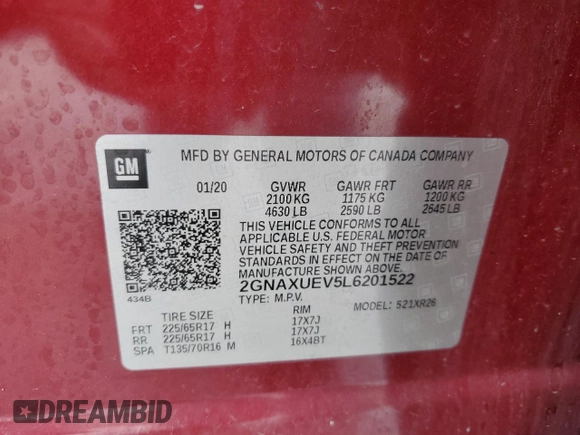 GM
MFD BY GENERAL MOTORS OF CANADA COMPANY
01/20 GVWR GAWR FRT GAWR RR
2100 KG 1175 KG 1200 KG
4630 LB 2590 LB 2645 LB
THIS VEHICLE CONFORMS TO ALL
APPLICABLE U.S. FEDERAL MOTOR
VEHICLE SAFETY AND THEFT PREVENTION
STANDARDS IN EFFECT ON THE DATE OF
MANUFACTURE SHOWN ABOVE.
2GNAXUEV5L6201522
434B
TYPE: M.P.V. 521XR26
TIRE SIZE RIM
FRT 225/65R17 H 17X7J
RR 225/65R17 H 17X7J
SPA T135/70R16 M 16X4BT
DREAMBID